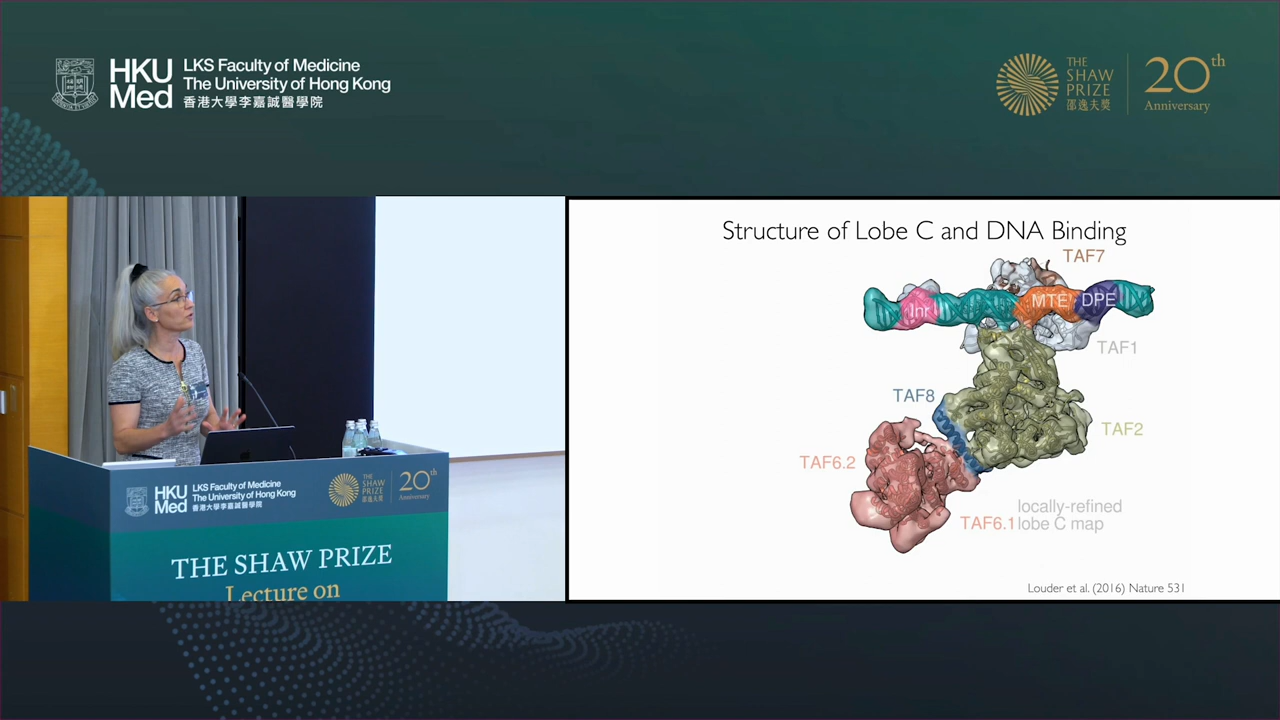 HKU
Med
LKS Faculty of Medicine
The University of Hong Kong
香港大學李嘉誠醫學院
THE
SHAW
PRIZE
邵逸夫獎
20th
Anniversary
Structure of Lobe C and DNA Binding
TAF7
Inr
MTE
DPE
TAF1
TAF8
TAF2
TAF6.2
TAF6.1
locally-refined
lobe C map
Louder et al. (2016) Nature 531
HKU
Med
LKS Faculty of Medicine
The University of Hong Kong
香港大學李嘉誠醫學院
THE
SHAW
PRIZE
邵逸夫獎
20th
Anniversary
THE SHAW PRIZE
Lecture on